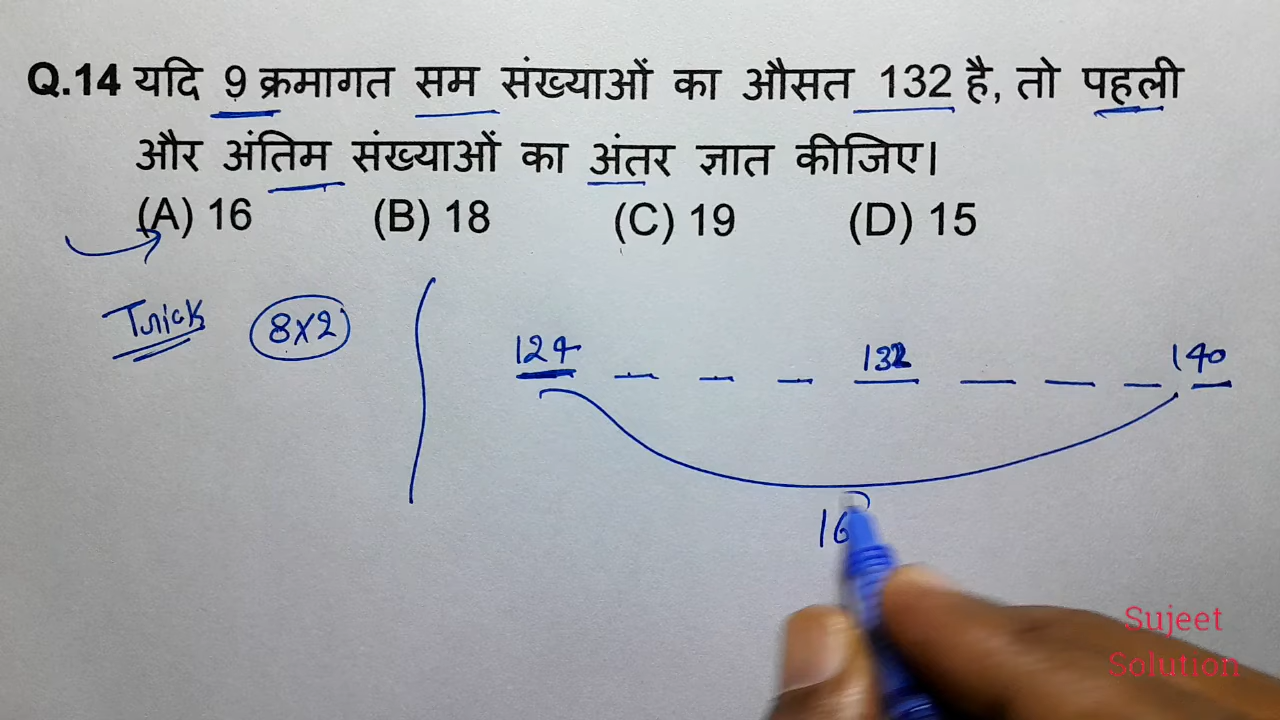 Q.14 यदि 9 क्रमागत सम संख्याओं का औसत 132 है, तो पहली
और अंतिम संख्याओं का अंतर ज्ञात कीजिए।
(A) 16 (B) 18 (C) 19 (D) 15
Trick 8x2
124 132 140
16
Sujeet
Solution